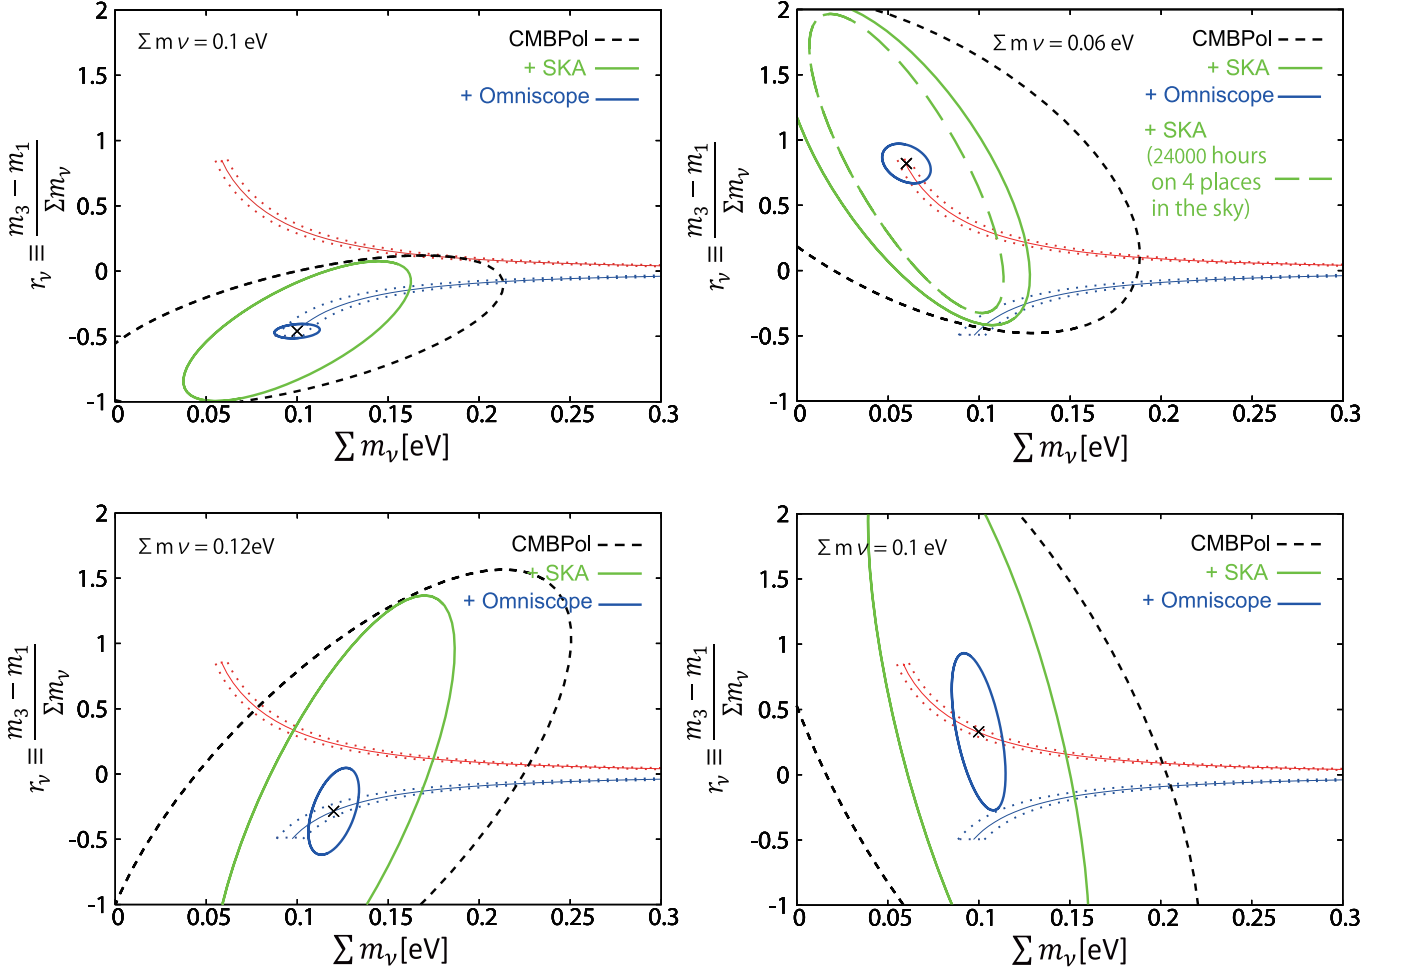 Σ m ν = 0.1 eV
CMBPol
+ SKA
+ Omniscope
2
1.5
1
0.5
0
-0.5
-1
r_ν ≡ (m_3 − m_1) / Σm_ν
0 0.05 0.1 0.15 0.2 0.25 0.3
∑ m_ν [eV]
Σ m ν = 0.06 eV
CMBPol
+ SKA
+ Omniscope
+ SKA
(24000 hours
on 4 places
in the sky)
2
1.5
1
0.5
0
-0.5
-1
r_ν ≡ (m_3 − m_1) / Σm_ν
0 0.05 0.1 0.15 0.2 0.25 0.3
∑ m_ν [eV]
Σ m ν = 0.12eV
CMBPol
+ SKA
+ Omniscope
2
1.5
1
0.5
0
-0.5
-1
r_ν ≡ (m_3 − m_1) / Σm_ν
0 0.05 0.1 0.15 0.2 0.25 0.3
∑ m_ν [eV]
Σ m ν = 0.1 eV
CMBPol
+ SKA
+ Omniscope
2
1.5
1
0.5
0
-0.5
-1
r_ν ≡ (m_3 − m_1) / Σm_ν
0 0.05 0.1 0.15 0.2 0.25 0.3
∑ m_ν [eV]